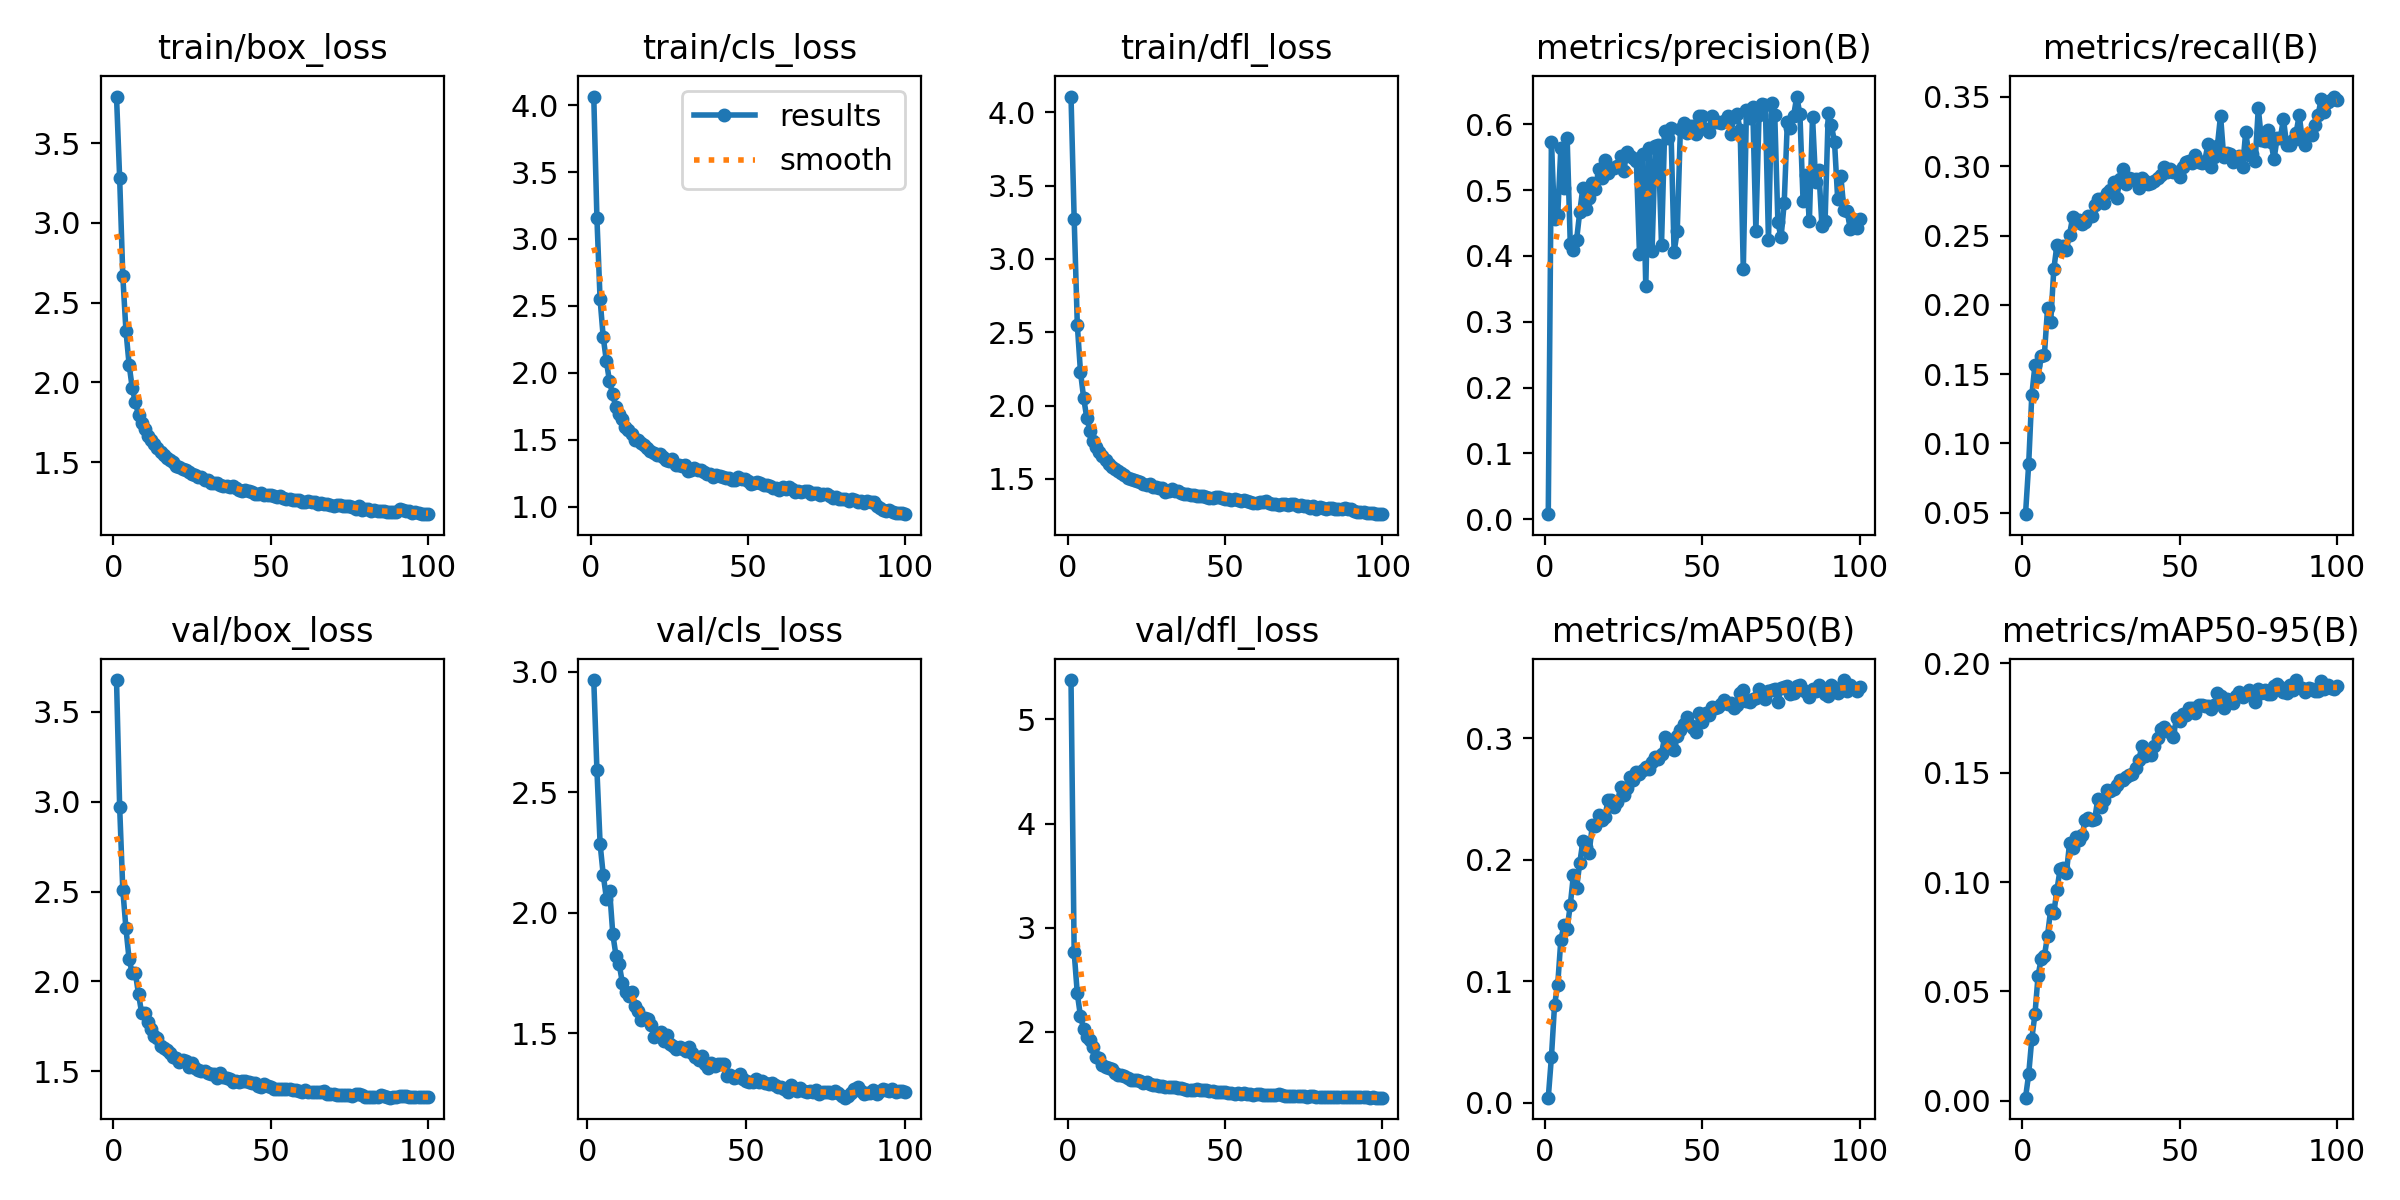 train/box_loss
3.5
3.0
2.5
2.0
1.5
0 50 100
train/cls_loss
results
smooth
4.0
3.5
3.0
2.5
2.0
1.5
1.0
0 50 100
train/dfl_loss
4.0
3.5
3.0
2.5
2.0
1.5
0 50 100
metrics/precision(B)
0.6
0.5
0.4
0.3
0.2
0.1
0.0
0 50 100
metrics/recall(B)
0.35
0.30
0.25
0.20
0.15
0.10
0.05
0 50 100
val/box_loss
3.5
3.0
2.5
2.0
1.5
0 50 100
val/cls_loss
3.0
2.5
2.0
1.5
0 50 100
val/dfl_loss
5
4
3
2
0 50 100
metrics/mAP50(B)
0.3
0.2
0.1
0.0
0 50 100
metrics/mAP50-95(B)
0.20
0.15
0.10
0.05
0.00
0 50 100